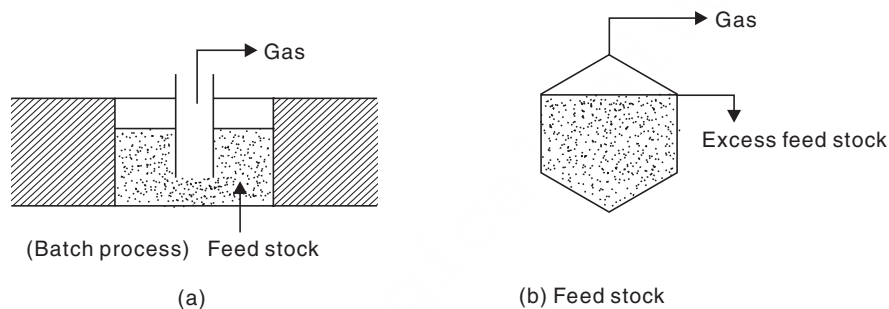 Gas
(Batch process) Feed stock
(a)
Gas
Excess feed stock
(b) Feed stock